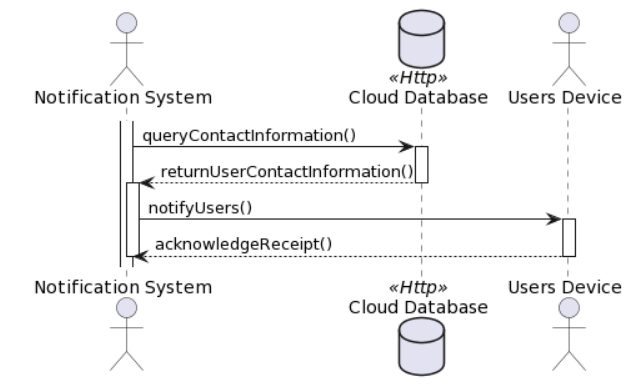 «Http»
Notification System Cloud Database Users Device
queryContactInformation()
returnUserContactInformation()
notifyUsers()
acknowledgeReceipt()
Notification System «Http» Users Device
Cloud Database